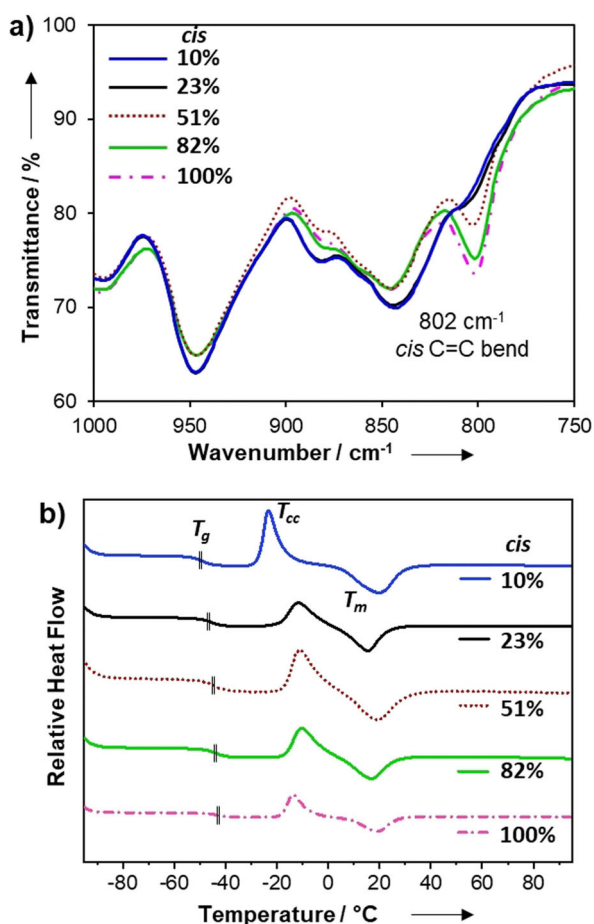 a)
100
90
80
70
60
Transmittance / %
cis
10%
23%
51%
82%
100%
802 cm⁻¹
cis C=C bend
1000
950
900
850
800
750
Wavenumber / cm⁻¹
b)
Tg
Tcc
Tm
cis
10%
23%
51%
82%
100%
Relative Heat Flow
-80
-60
-40
-20
0
20
40
60
80
Temperature / °C